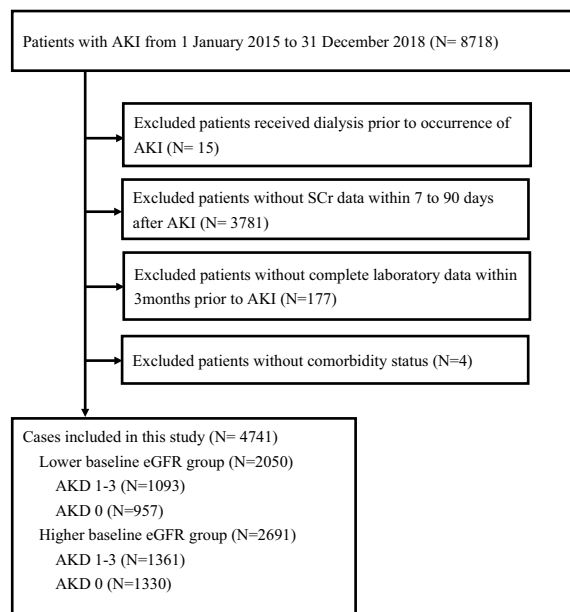 Patients with AKI from 1 January 2015 to 31 December 2018 (N= 8718)
Excluded patients received dialysis prior to occurrence of
AKI (N= 15)
Excluded patients without SCr data within 7 to 90 days
after AKI (N= 3781)
Excluded patients without complete laboratory data within
3months prior to AKI (N=177)
Excluded patients without comorbidity status (N=4)
Cases included in this study (N= 4741)
Lower baseline eGFR group (N=2050)
AKD 1-3 (N=1093)
AKD 0 (N=957)
Higher baseline eGFR group (N=2691)
AKD 1-3 (N=1361)
AKD 0 (N=1330)